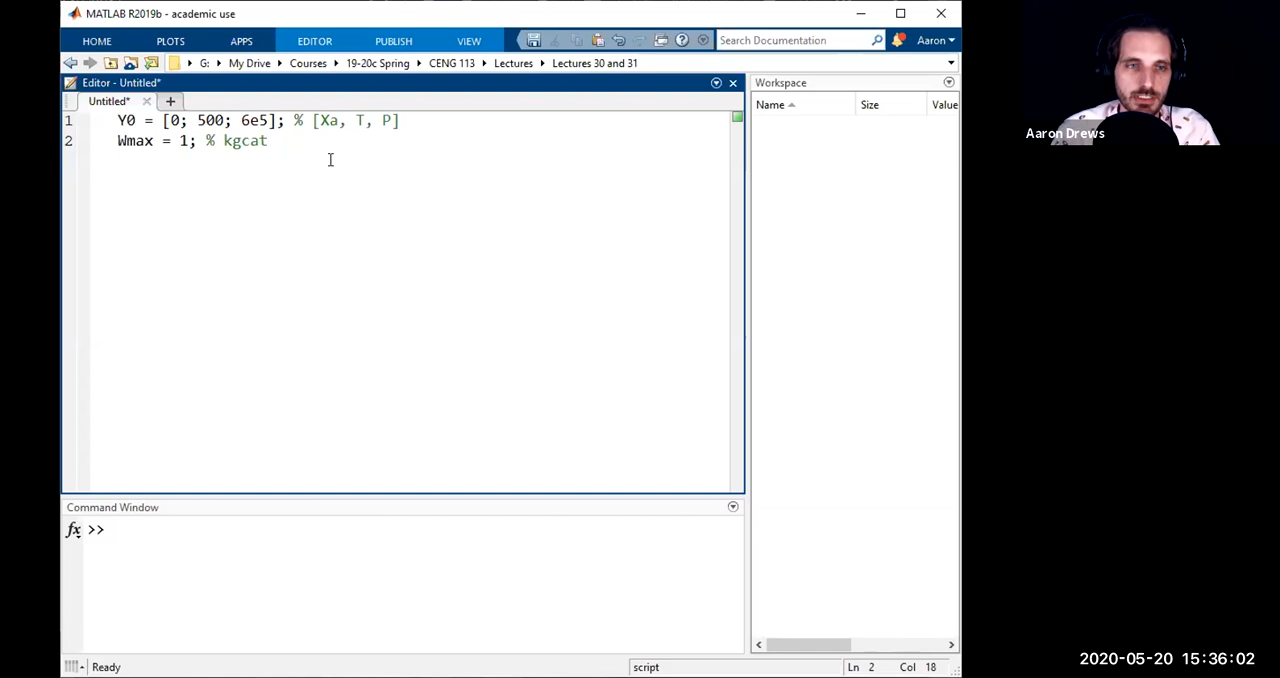 MATLAB R2019b - academic use
HOME PLOTS APPS EDITOR PUBLISH VIEW Search Documentation Aaron
G: My Drive Courses 19-20c Spring CENG 113 Lectures Lectures 30 and 31
Editor - Untitled*
Untitled* +
1 Y0 = [0; 500; 6e5]; % [Xa, T, P]
2 Wmax = 1; % kgcat
Workspace
Name Size Value
Command Window
fx >>
Ready script Ln 2 Col 18
Aaron Drews
2020-05-20 15:36:02